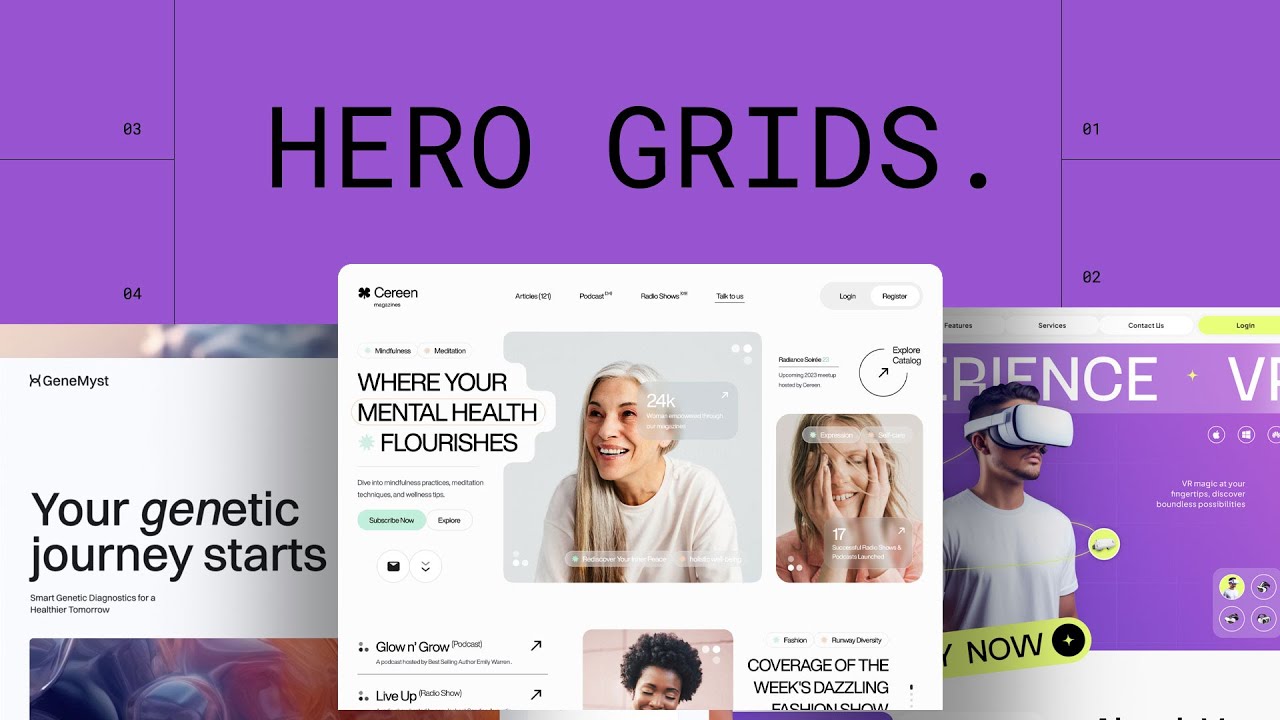 HERO GRIDS.
03
04
01
02
GeneMyst
Your genetic
journey starts
Smart Genetic Diagnostics for a
Healthier Tomorrow
Cereen
magazines
Articles (121)
Podcast
Radio Shows
Talk to us
Login
Register
Mindfulness
Meditation
WHERE YOUR
MENTAL HEALTH
FLOURISHES
Dive into mindfulness practices, meditation
techniques, and wellness tips.
Subscribe Now
Explore
24k
Women empowered through
our magazines
Rediscover Your Inner Peace
holistic well-being
Radiance Soirée 23
Upcoming 2023 meetup
hosted by Cereen.
Explore
Catalog
Expression
Self-care
17
Successful Radio Shows &
Podcasts Launched
Glow n' Grow (Podcast)
A podcast hosted by Best Selling Author Emily Warren .
Live Up (Radio Show)
Fashion
Runway Diversity
COVERAGE OF THE
WEEK'S DAZZLING
FASHION SHOW
Features
Services
Contact Us
Login
ERIENCE
VR
VR magic at your
fingertips, discover
boundless possibilities
Y NOW